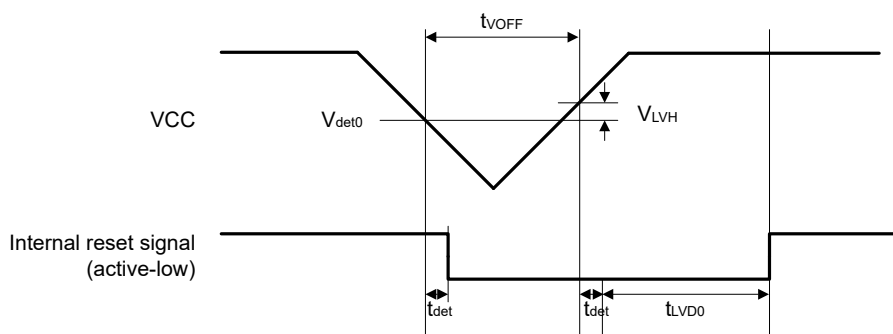 tVOFF
VCC
Vdet0
VLVH
Internal reset signal
(active-low)
tdet
tdet
tLVD0